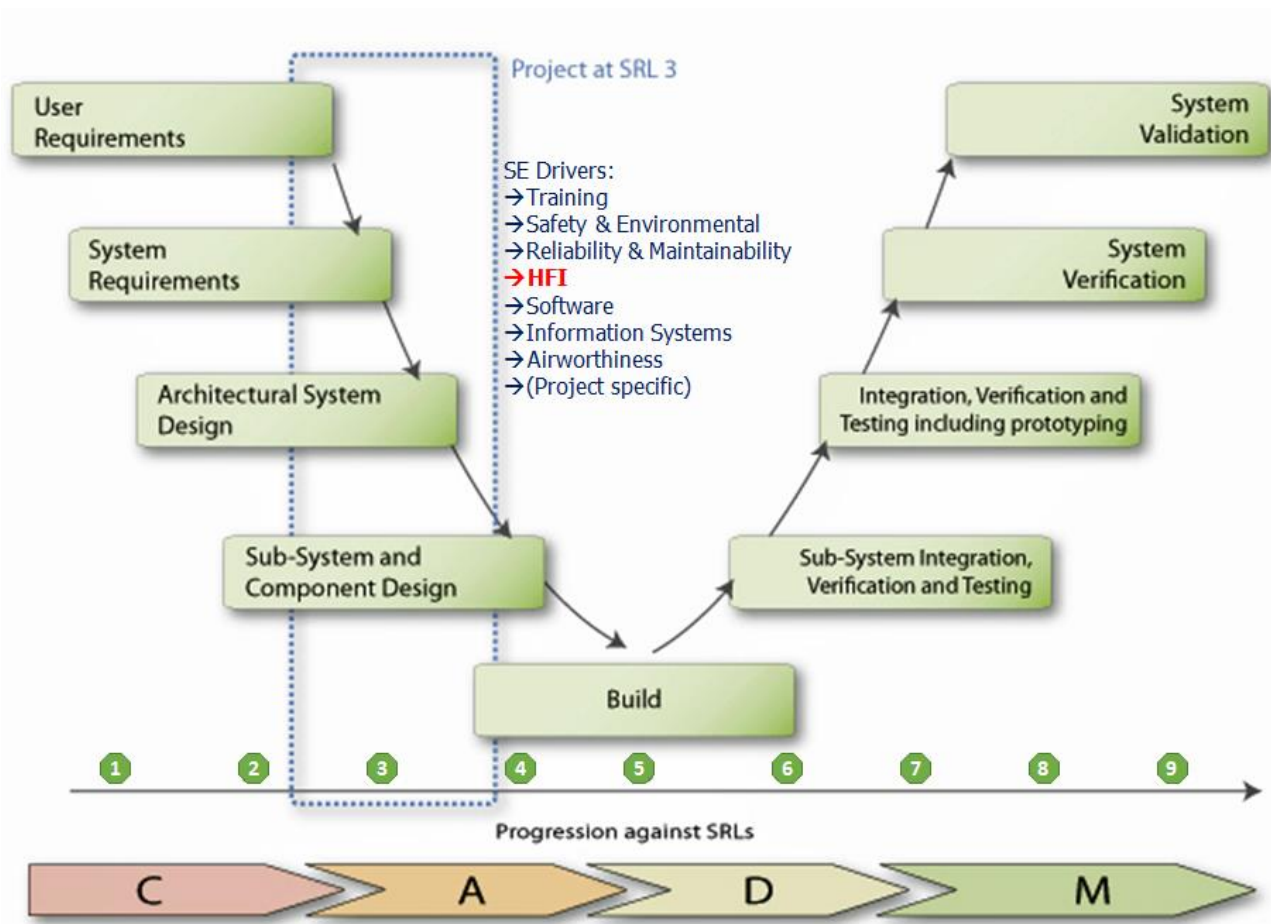 Project at SRL 3
User
Requirements
System
Requirements
Architectural System
Design
Sub-System and
Component Design
SE Drivers:
→Training
→Safety & Environmental
→Reliability & Maintainability
→HFI
→Software
→Information Systems
→Airworthiness
→(Project specific)
Build
Sub-System Integration,
Verification and Testing
Integration, Verification and
Testing including prototyping
System
Verification
System
Validation
1 2 3 4 5 6 7 8 9
Progression against SRLs
C A D M